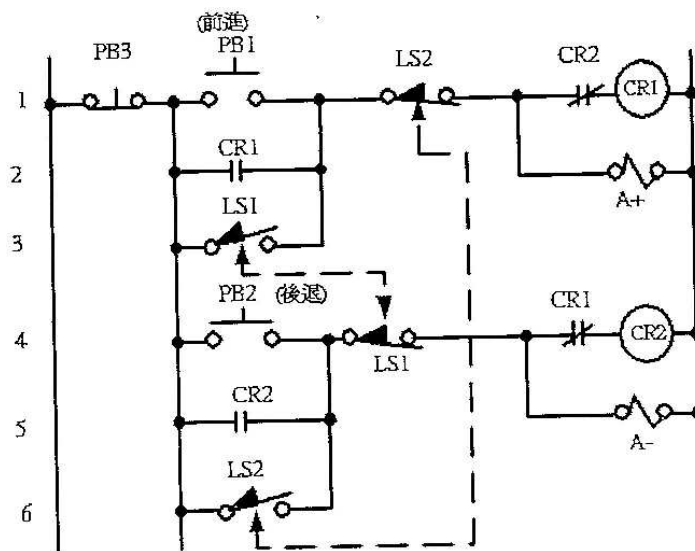 (前進)
PB3
PB1
LS2
CR2
1
CR1
2
CR1
A+
LS1
3
PB2
(後退)
CR1
4
LS1
CR2
CR2
5
A-
LS2
6